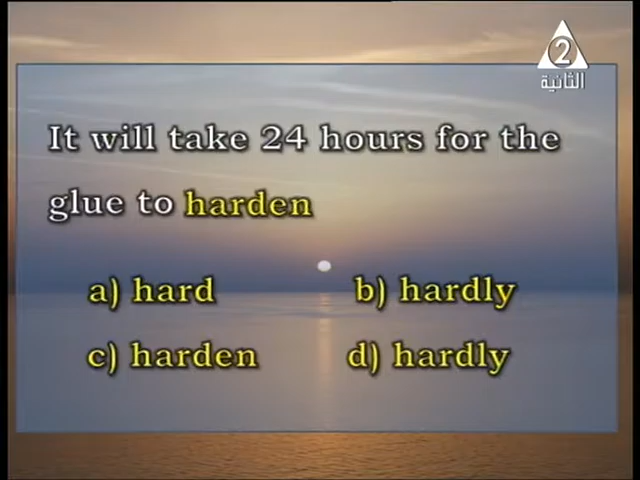 2
الثانية
It will take 24 hours for the
glue to harden
a) hard b) hardly
c) harden d) hardly